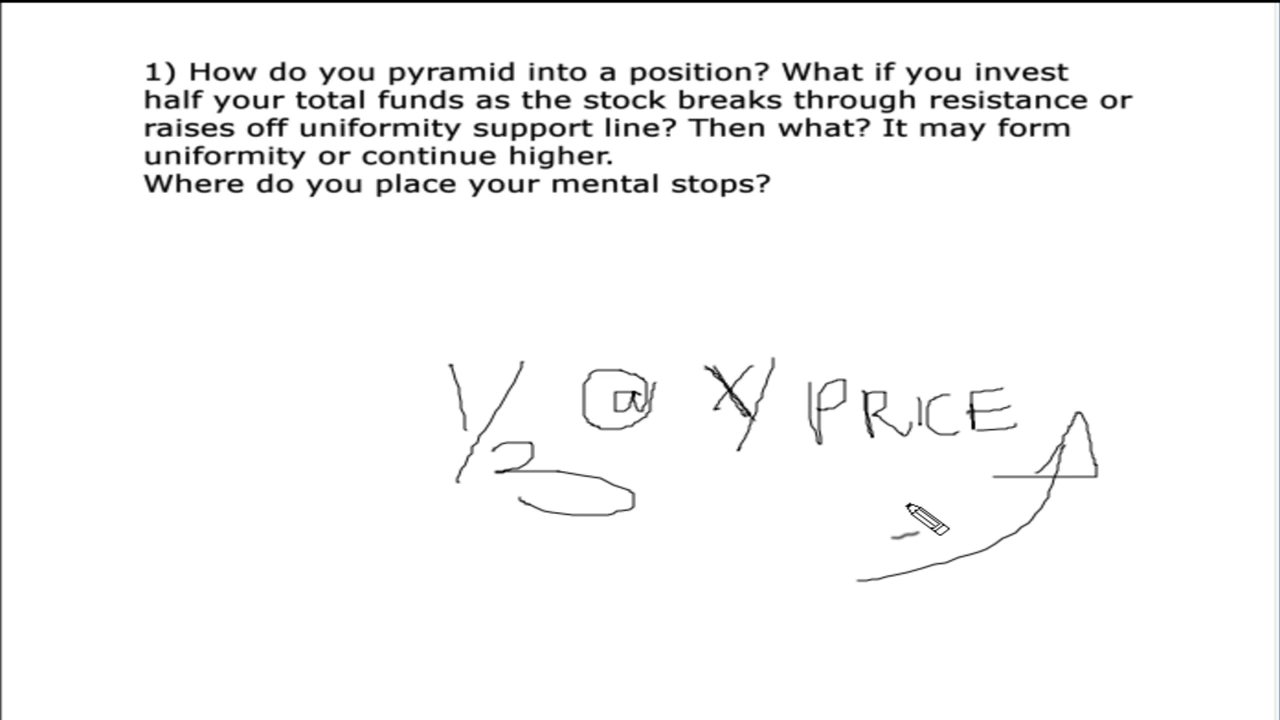 1) How do you pyramid into a position? What if you invest
half your total funds as the stock breaks through resistance or
raises off uniformity support line? Then what? It may form
uniformity or continue higher.
Where do you place your mental stops?
1/2 @ X PRICE